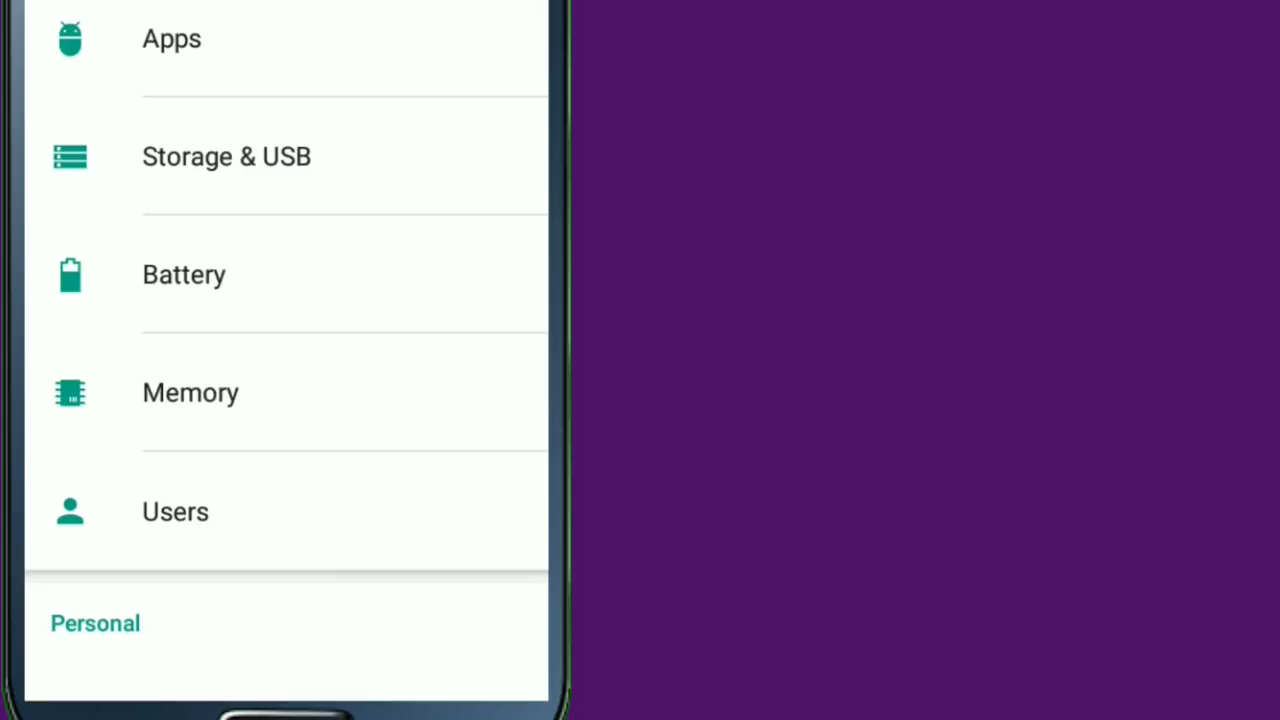 Apps
Storage & USB
Battery
Memory
Users
Personal